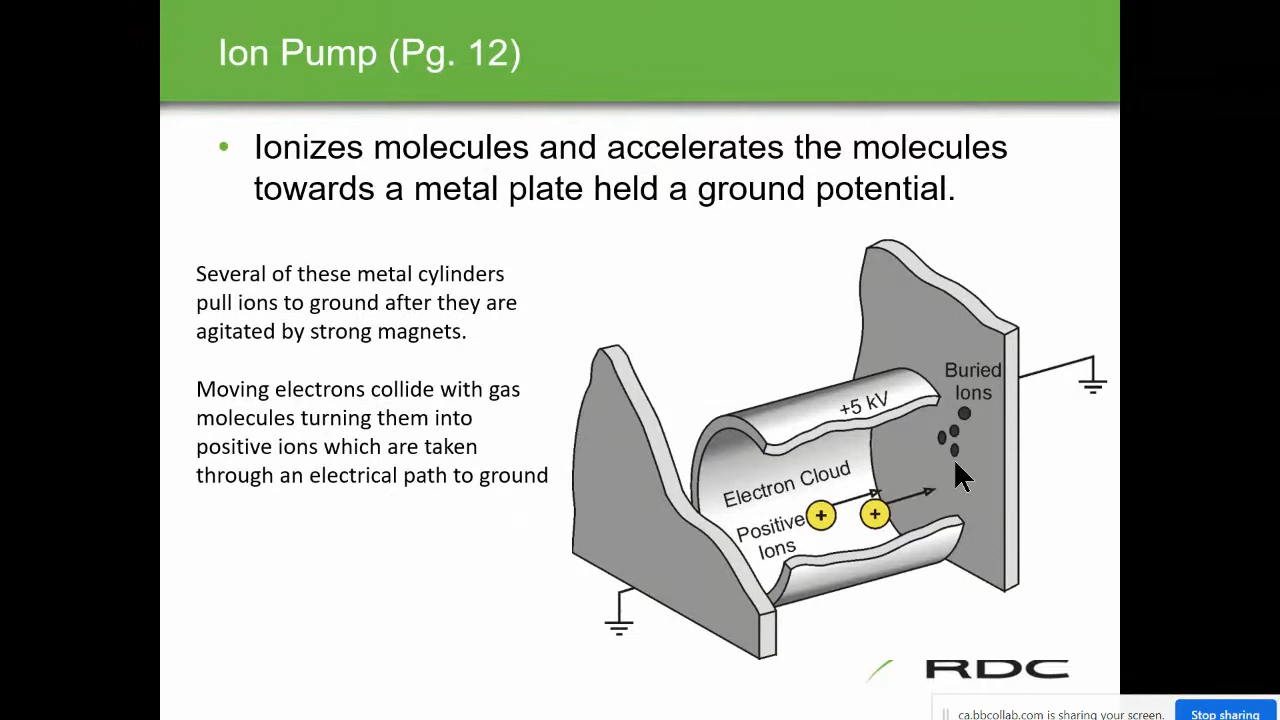 Ion Pump (Pg. 12)
• Ionizes molecules and accelerates the molecules
towards a metal plate held a ground potential.
Several of these metal cylinders
pull ions to ground after they are
agitated by strong magnets.
Moving electrons collide with gas
molecules turning them into
positive ions which are taken
through an electrical path to ground
Buried
Ions
+5 kV
Electron Cloud
Positive
Ions
+ +
RDC
ca.bbcollab.com is sharing your screen.
Stop sharing